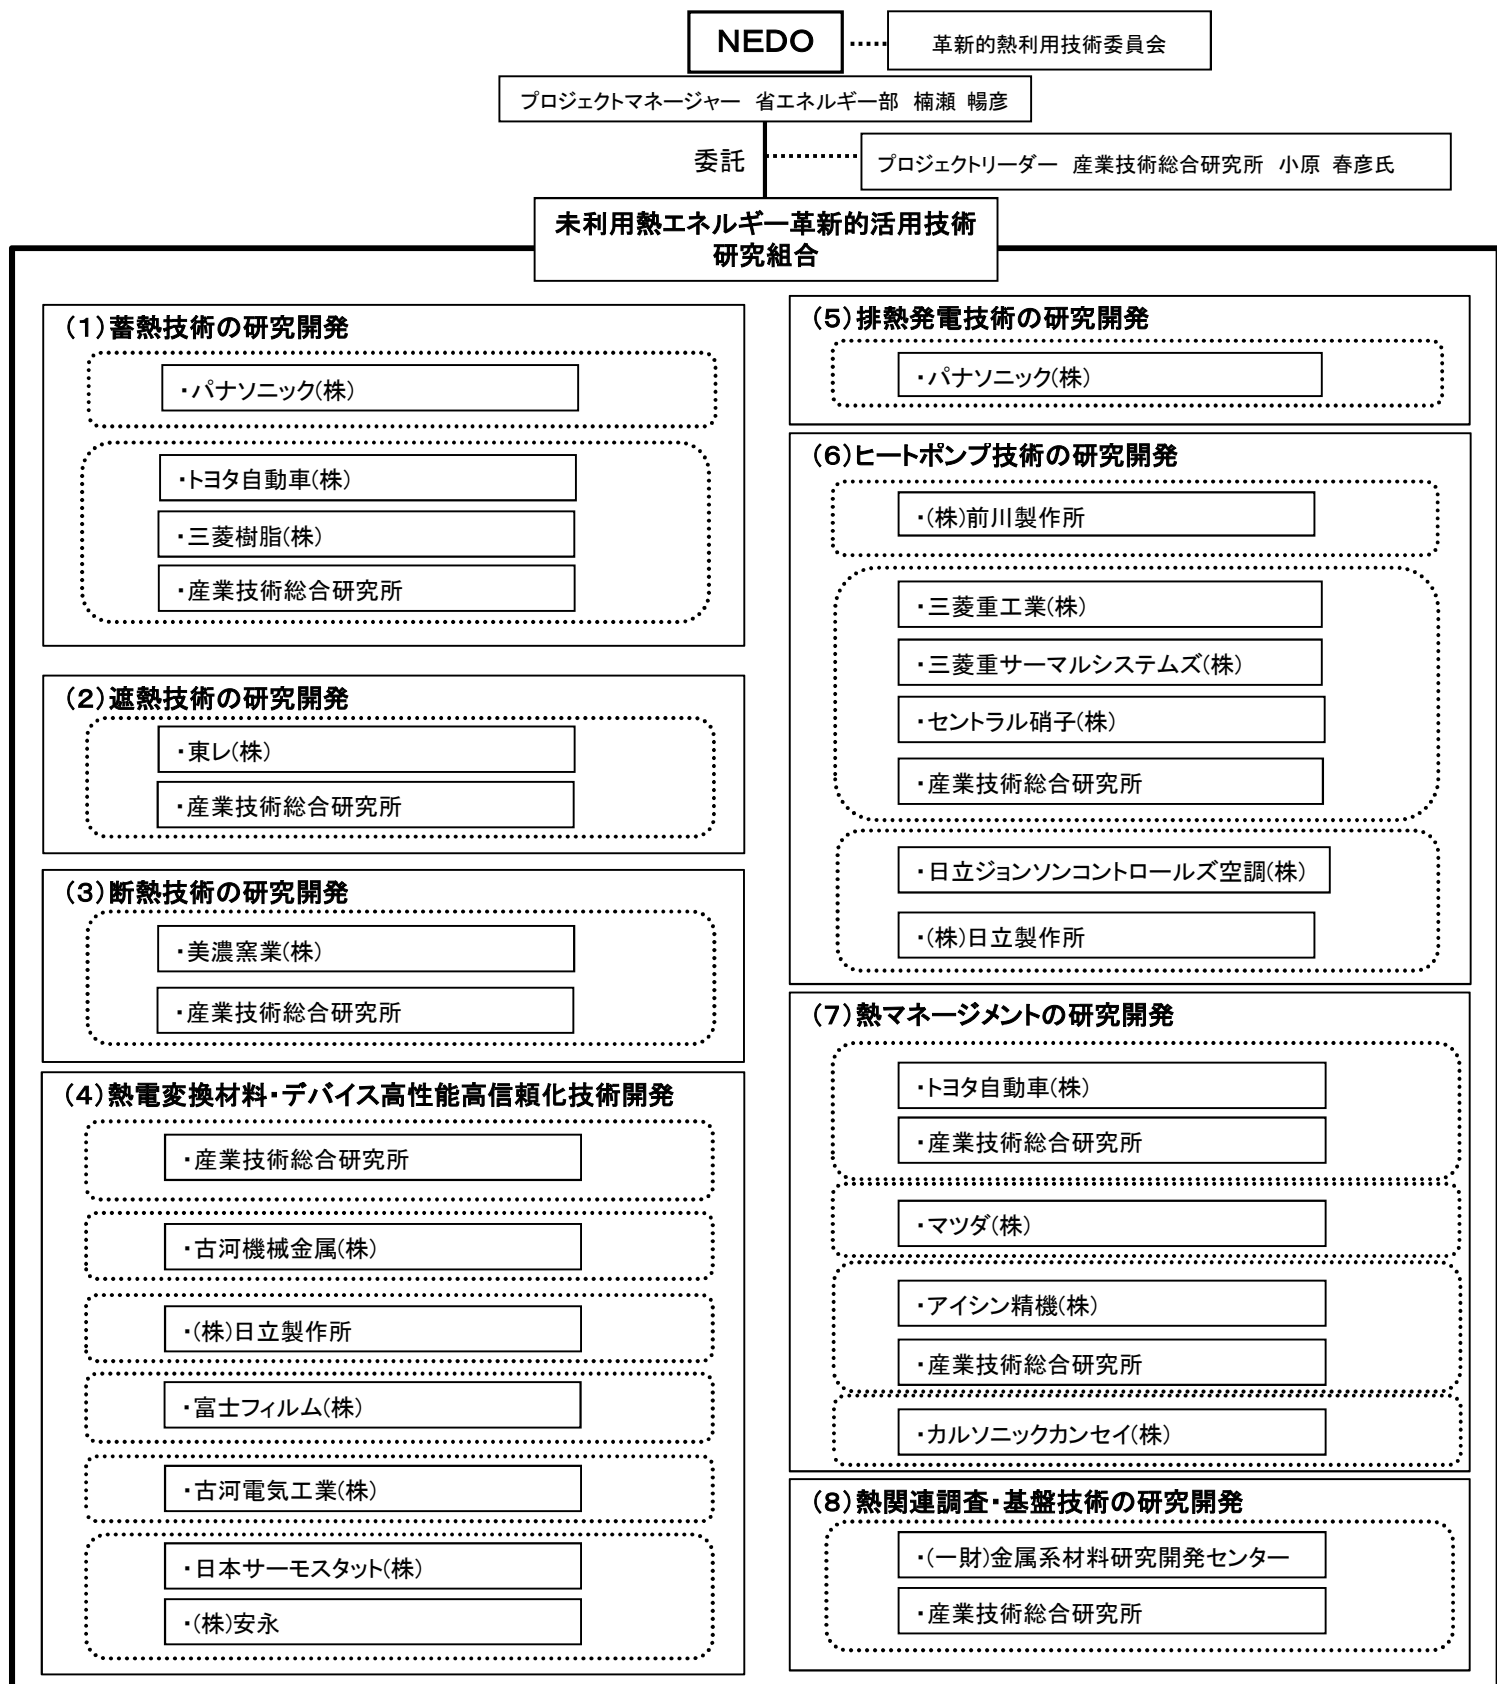 NEDO
革新的熱利用技術委員会
プロジェクトマネージャー 省エネルギー部 楠瀬 暢彦
委託
プロジェクトリーダー 産業技術総合研究所 小原 春彦氏
未利用熱エネルギー革新的活用技術
研究組合
(1)蓄熱技術の研究開発
・パナソニック(株)
・トヨタ自動車(株)
・三菱樹脂(株)
・産業技術総合研究所
(2)遮熱技術の研究開発
・東レ(株)
・産業技術総合研究所
(3)断熱技術の研究開発
・美濃窯業(株)
・産業技術総合研究所
(4)熱電変換材料・デバイス高性能高信頼化技術開発
・産業技術総合研究所
・古河機械金属(株)
・(株)日立製作所
・富士フィルム(株)
・古河電気工業(株)
・日本サーモスタット(株)
・(株)安永
(5)排熱発電技術の研究開発
・パナソニック(株)
(6)ヒートポンプ技術の研究開発
・(株)前川製作所
・三菱重工業(株)
・三菱重サーマルシステムズ(株)
・セントラル硝子(株)
・産業技術総合研究所
・日立ジョンソンコントロールズ空調(株)
・(株)日立製作所
(7)熱マネージメントの研究開発
・トヨタ自動車(株)
・産業技術総合研究所
・マツダ(株)
・アイシン精機(株)
・産業技術総合研究所
・カルソニックカンセイ(株)
(8)熱関連調査・基盤技術の研究開発
・(一財)金属系材料研究開発センター
・産業技術総合研究所